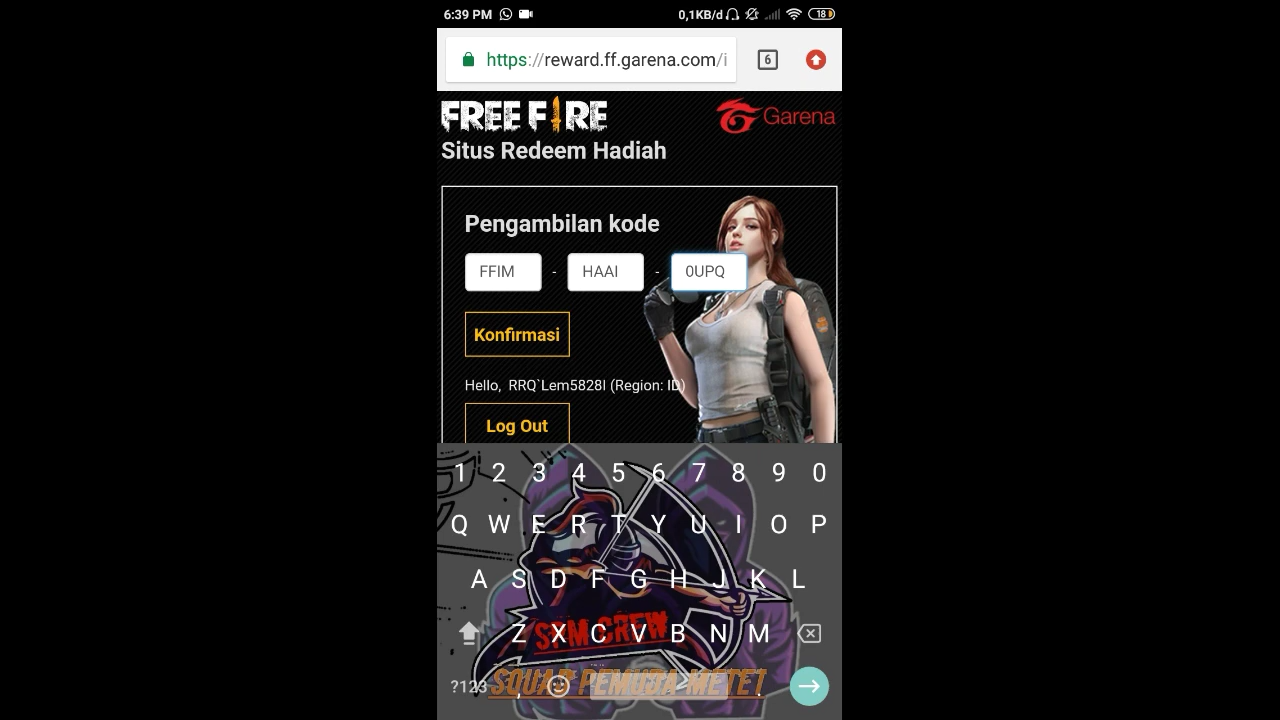 6:39 PM 0,1KB/d 18
https://reward.ff.garena.com/i 6
FREE FIRE Garena
Situs Redeem Hadiah
Pengambilan kode
FFIM - HAAI - 0UPQ
Konfirmasi
Hello, RRQ`Lem5828I (Region: ID)
Log Out
1 2 3 4 5 6 7 8 9 0
Q W E R T Y U I O P
A S D F G H J K L
Z X C V B N M
SPM CREW
?123 , .
SQUAD PEMUDA METET